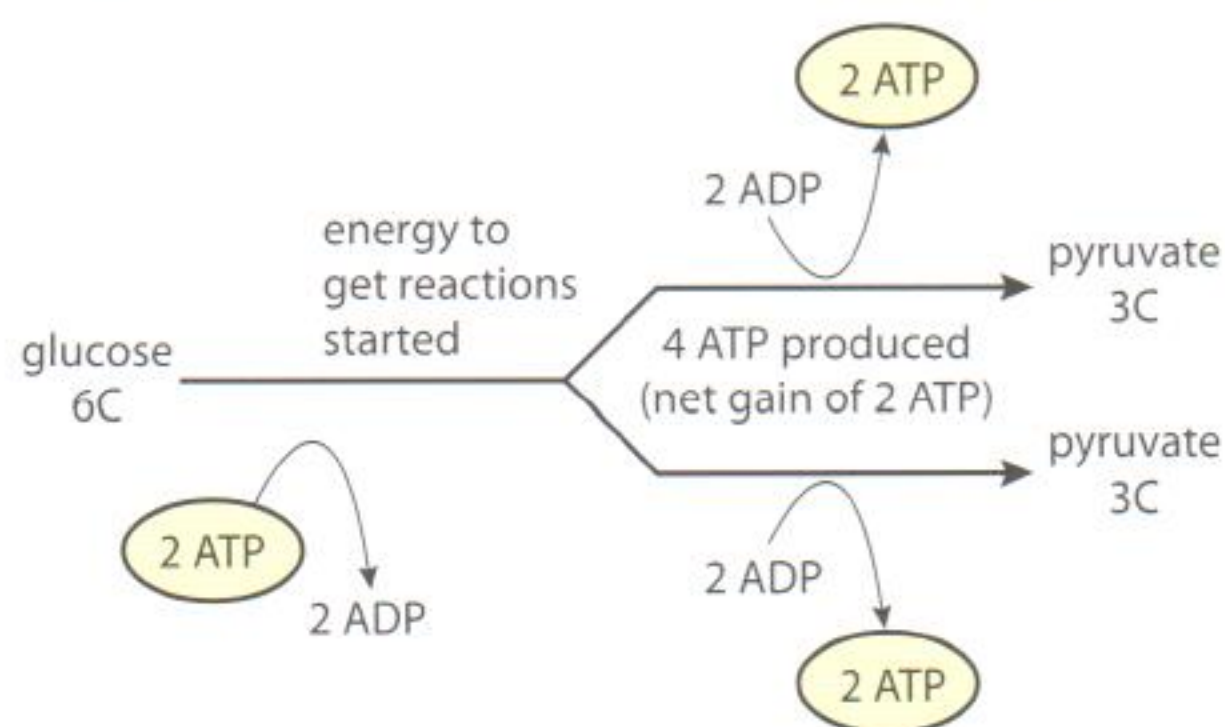 2 ATP
2 ADP
energy to
get reactions
started
pyruvate
3C
glucose
6C
4 ATP produced
(net gain of 2 ATP)
pyruvate
3C
2 ATP
2 ADP
2 ADP
2 ATP